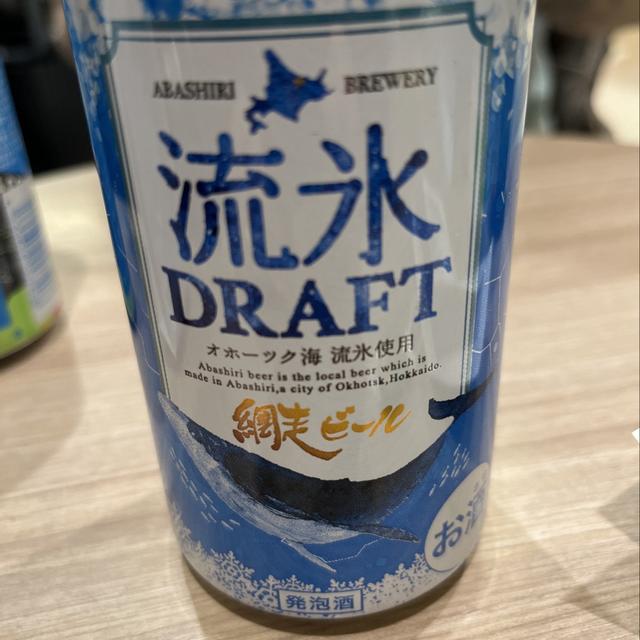 ABASHIRI BREWERY
流氷
DRAFT
オホーツク海 流氷使用
Abashiri beer is the local beer which is
made in Abashiri,a city of Okhotsk,Hokkaido.
網走ビール
お酒
発泡酒